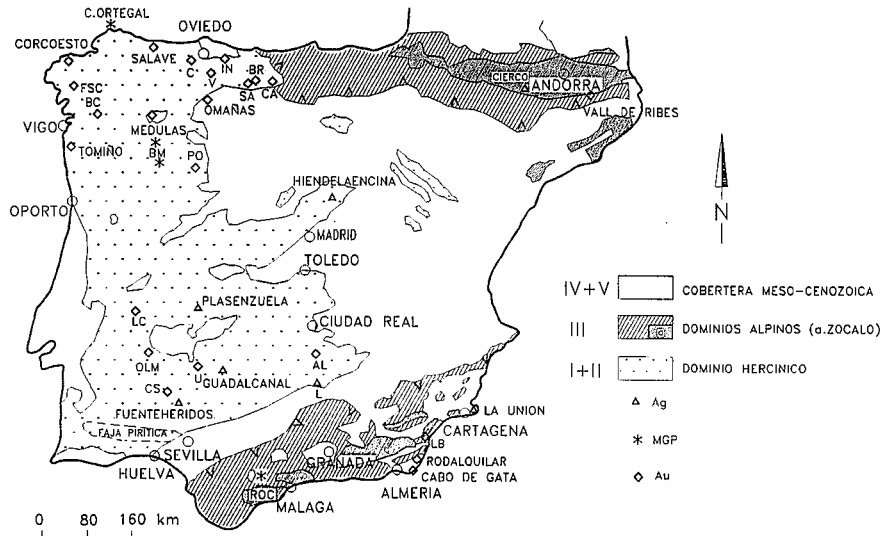 C.ORTEGAL
OVIEDO
CORCOESTO
SALAVE
C
IN
V
BR
SA
CA
FSC
BC
OMAÑAS
CIERCO
ANDORRA
VALL DE RIBES
VIGO
MEDULAS
BM
PO
TOMIÑO
HIENDELAENCINA
OPORTO
MADRID
N
TOLEDO
PLASENZUELA
LC
CIUDAD REAL
OLM
U
GUADALCANAL
AL
L
CS
FUENTEHERIDOS
FAJA PIRITICA
SEVILLA
HUELVA
LA UNION
CARTAGENA
LB
GRANADA
RODALQUILAR
CABO DE GATA
ALMERIA
ROC
MALAGA
IV+V COBERTERA MESO-CENOZOICA
III DOMINIOS ALPINOS (a.ZOCALO)
I+II DOMINIO HERCINICO
Ag
MGP
Au
0 80 160 km